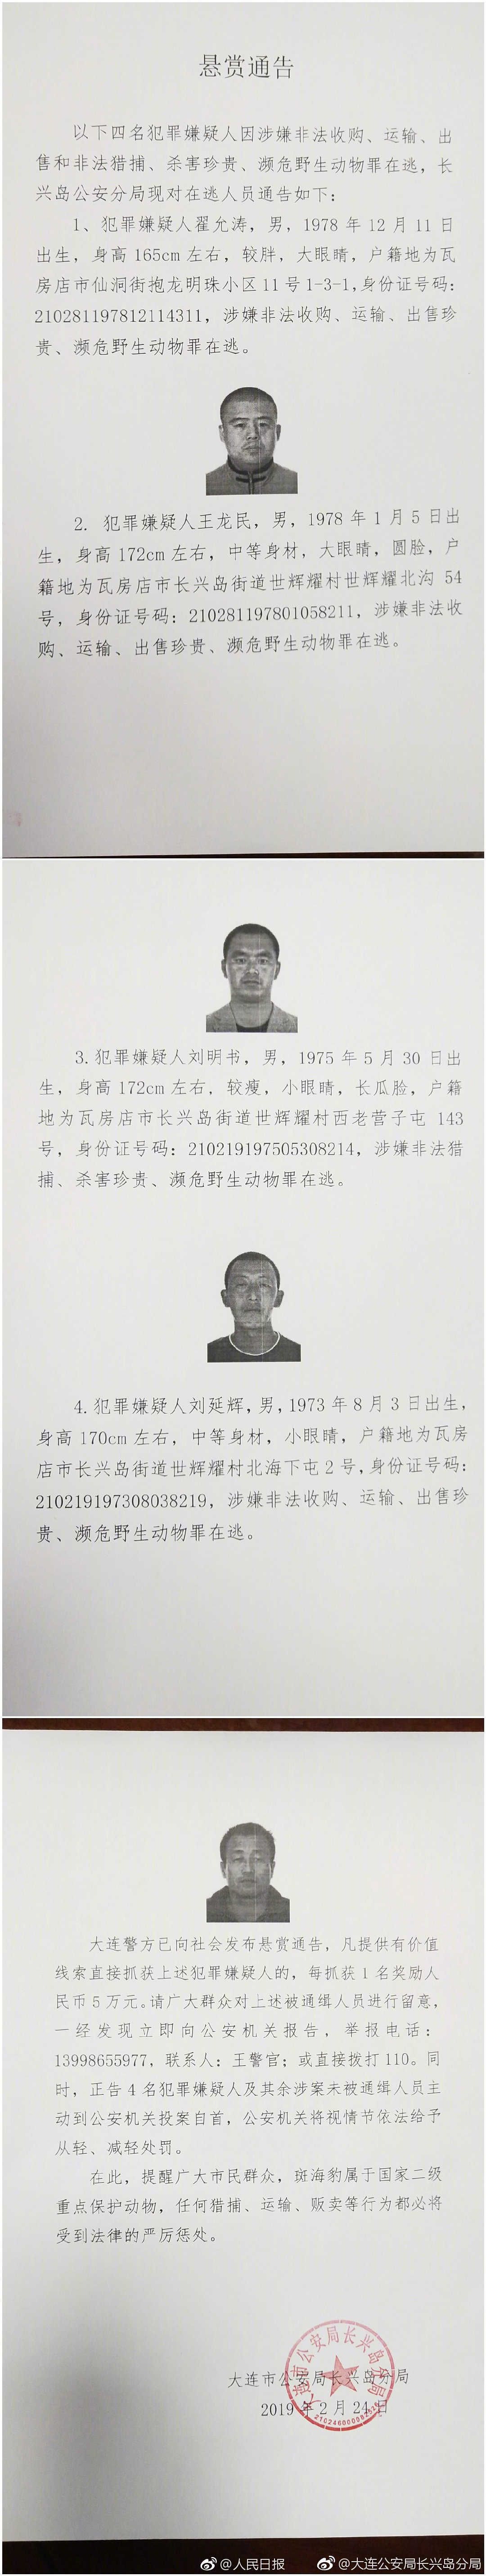 悬赏通告
以下四名犯罪嫌疑人因涉嫌非法收购、运输、出
售和非法猎捕、杀害珍贵、濒危野生动物罪在逃，长
兴岛公安分局现对在逃人员通告如下：
1、犯罪嫌疑人翟允涛，男，1978 年 12 月 11 日
出生，身高 165cm 左右，较胖，大眼睛，户籍地为瓦
房店市仙洞街抱龙明珠小区 11 号 1-3-1,身份证号码：
210281197812114311，涉嫌非法收购、运输、出售珍
贵、濒危野生动物罪在逃。
2. 犯罪嫌疑人王龙民，男，1978 年 1 月 5 日出
生，身高 172cm 左右，中等身材，大眼睛，圆脸，户
籍地为瓦房店市长兴岛街道世辉耀村世辉耀北沟 54
号，身份证号码：210281197801058211，涉嫌非法收
购、运输、出售珍贵、濒危野生动物罪在逃。
3.犯罪嫌疑人刘明书，男，1975 年 5 月 30 日出
生，身高 172cm 左右，较瘦，小眼睛，长瓜脸，户籍
地为瓦房店市长兴岛街道世辉耀村西老营子屯 143
号，身份证号码：210219197505308214，涉嫌非法猎
捕、杀害珍贵、濒危野生动物罪在逃。
4.犯罪嫌疑人刘延辉，男，1973 年 8 月 3 日出生，
身高 170cm 左右，中等身材，小眼睛，户籍地为瓦房
店市长兴岛街道世辉耀村北海下屯 2 号,身份证号码：
210219197308038219，涉嫌非法收购、运输、出售珍
贵、濒危野生动物罪在逃。
大连警方已向社会发布悬赏通告，凡提供有价值
线索直接抓获上述犯罪嫌疑人的，每抓获 1 名奖励人
民币 5 万元。请广大群众对上述被通缉人员进行留意，
一经发现立即向公安机关报告，举报电话：
13998655977，联系人：王警官；或直接拨打 110。同
时，正告 4 名犯罪嫌疑人及其余涉案未被通缉人员主
动到公安机关投案自首，公安机关将视情节依法给予
从轻、减轻处罚。
在此，提醒广大市民群众，斑海豹属于国家二级
重点保护动物，任何猎捕、运输、贩卖等行为都必将
受到法律的严厉惩处。
大连市公安局长兴岛分局
2019 年 2 月 24 日
大连市公安局长兴岛分局
@人民日报 @大连公安局长兴岛分局